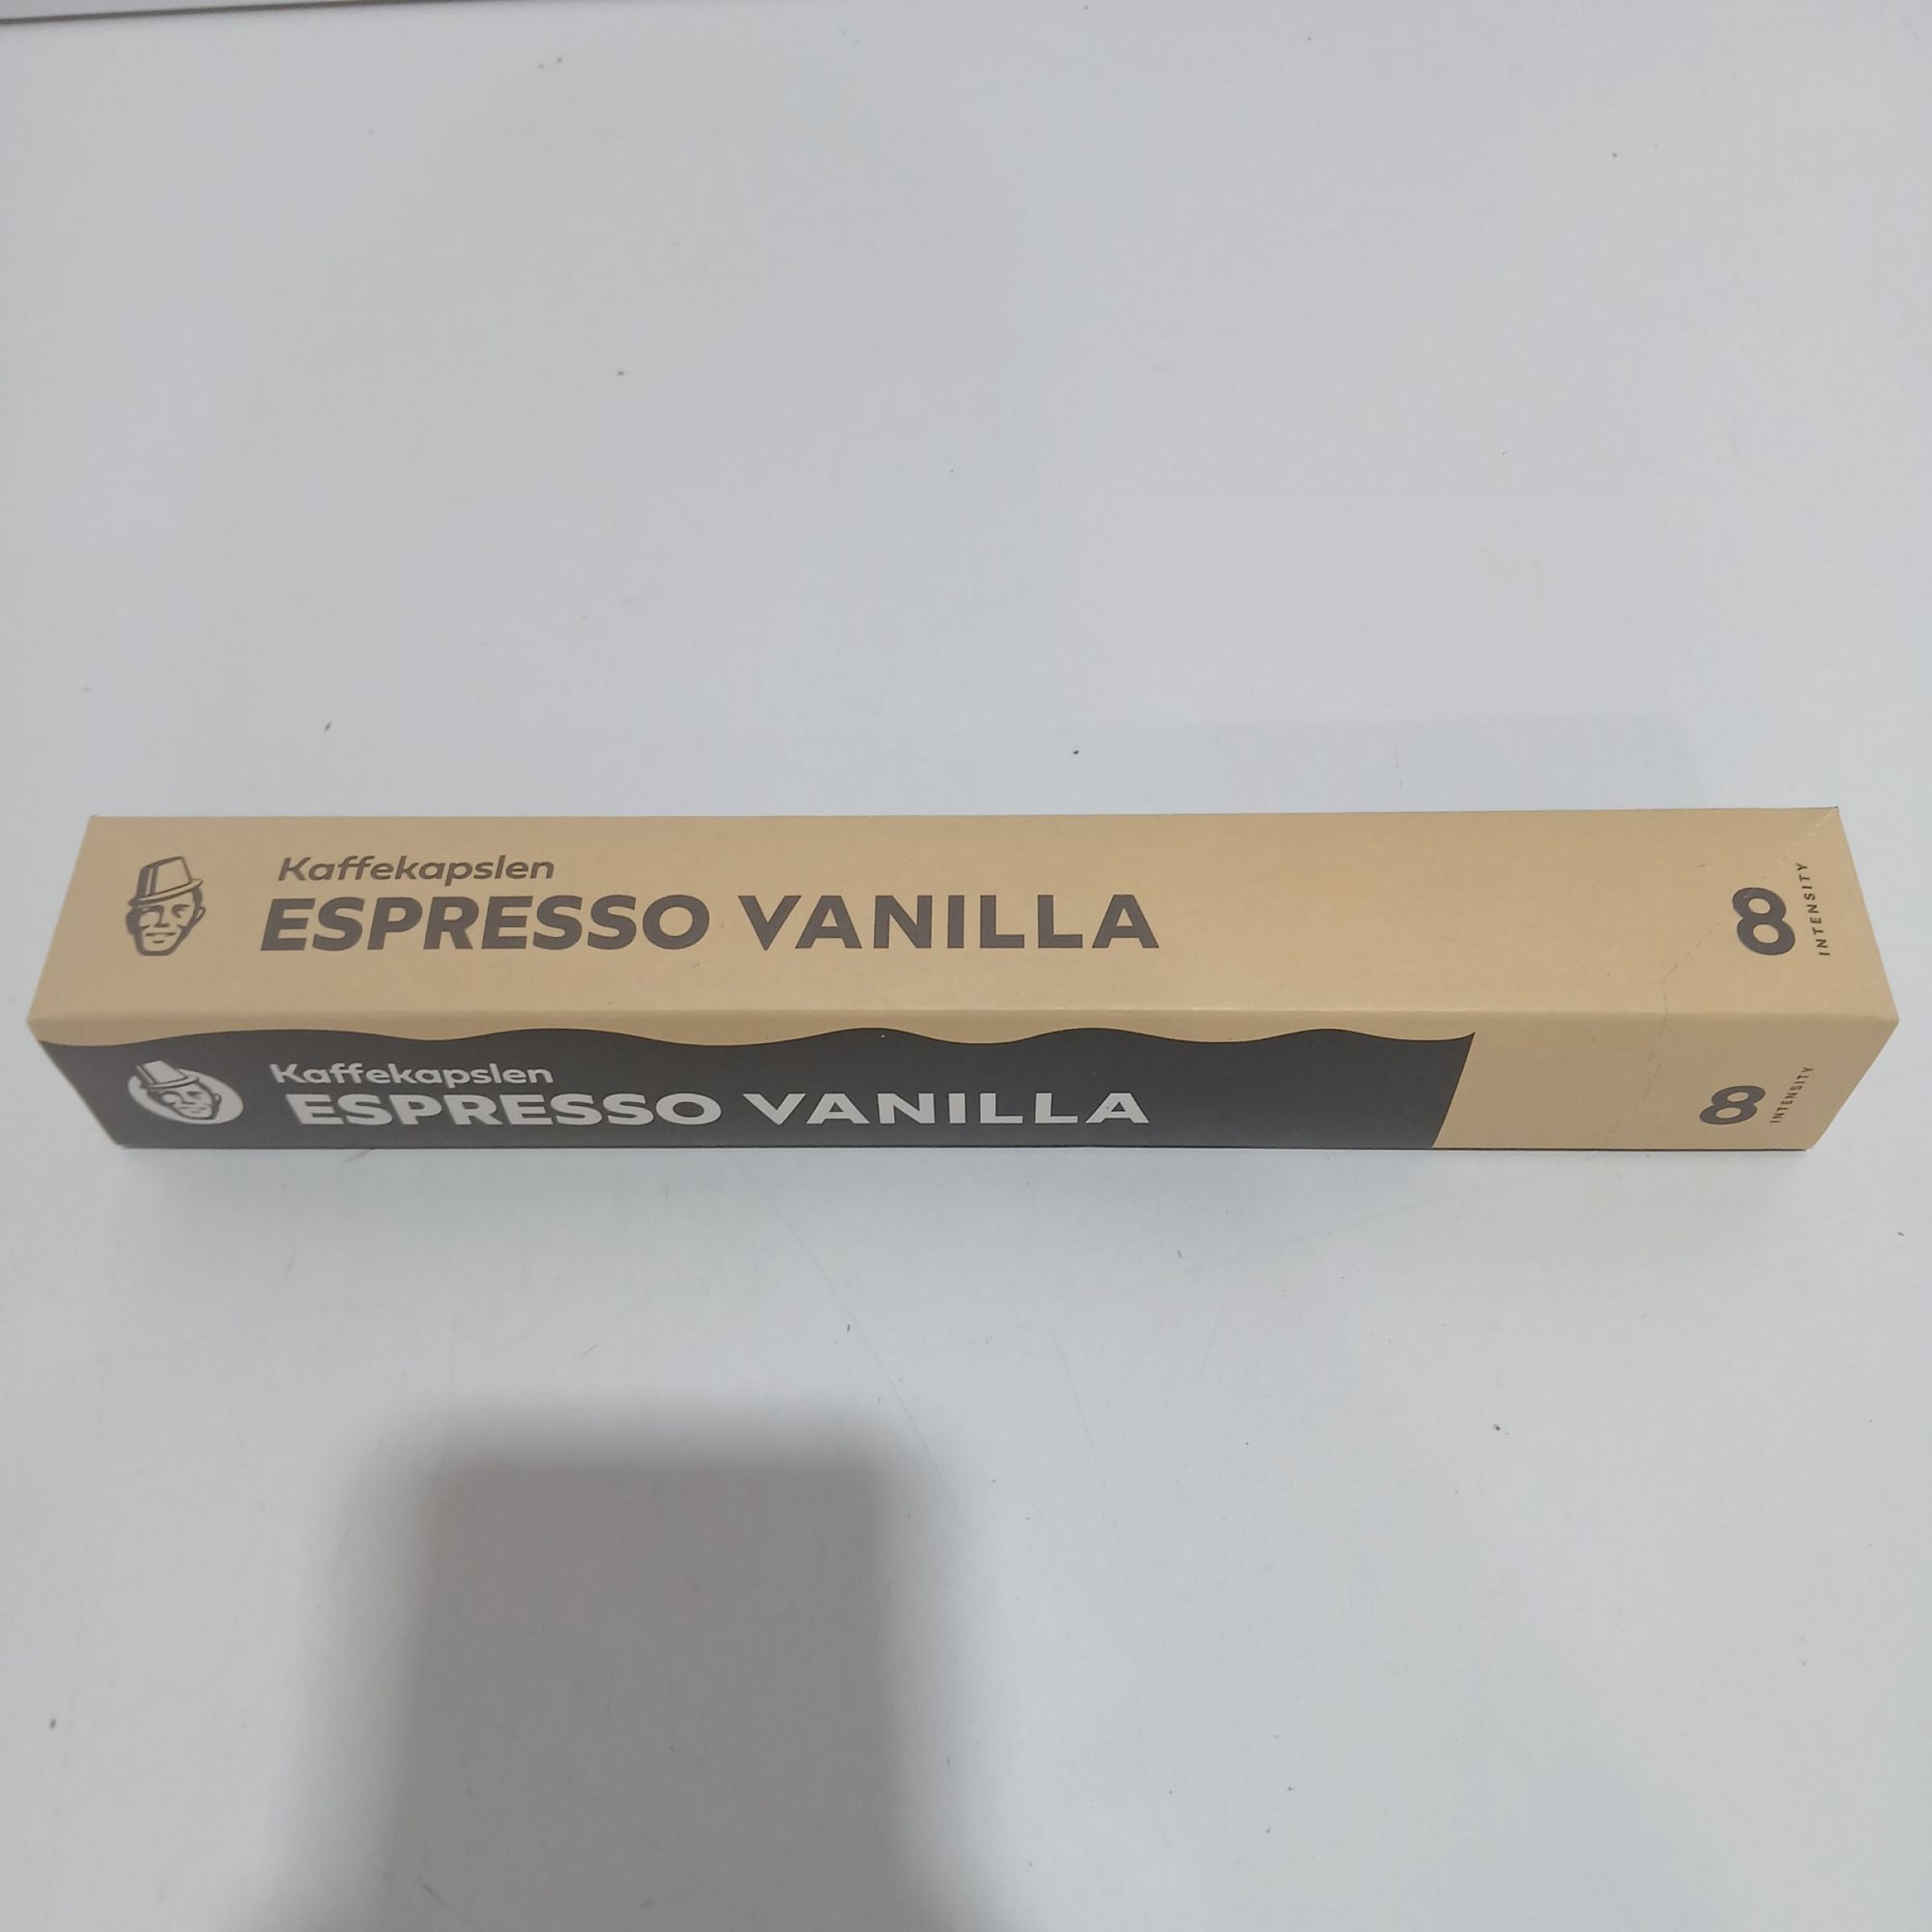 Kaffekapslen
ESPRESSO VANILLA
8
INTENSITY
Kaffekapslen
ESPRESSO VANILLA
8
INTENSITY